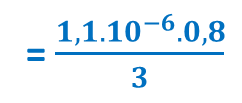 = 1,1.10⁻⁶.0,8
3